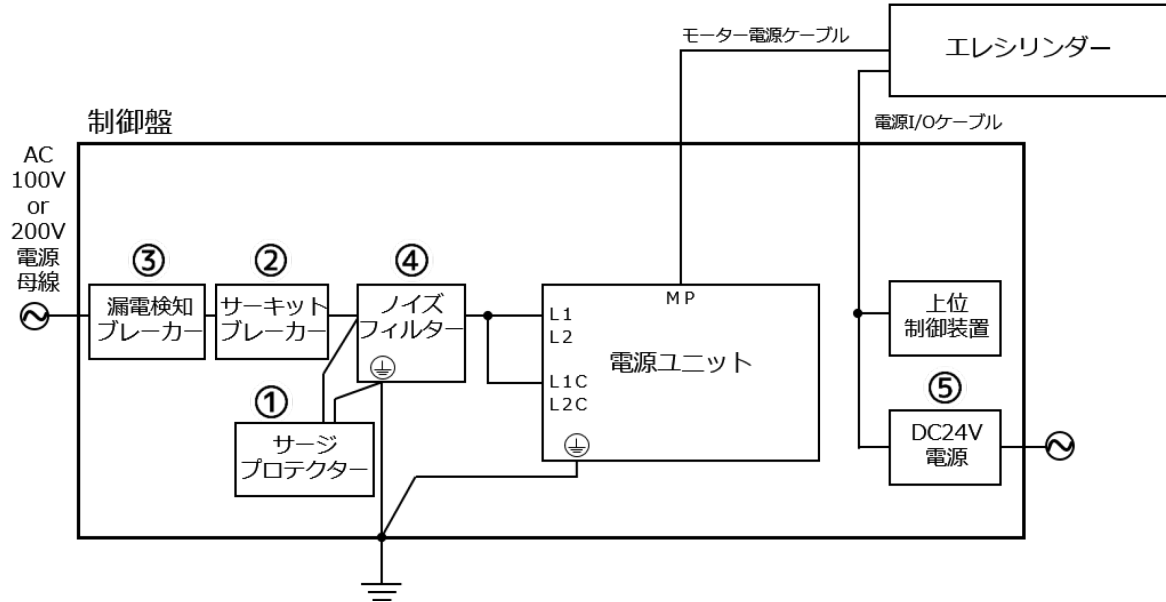 モーター電源ケーブル
エレシリンダー
電源I/Oケーブル
制御盤
AC
100V
or
200V
電源
母線
③
漏電検知
ブレーカー
②
サーキット
ブレーカー
④
ノイズ
フィルター
①
サージ
プロテクター
MP
L1
L2
電源ユニット
L1C
L2C
上位
制御装置
⑤
DC24V
電源